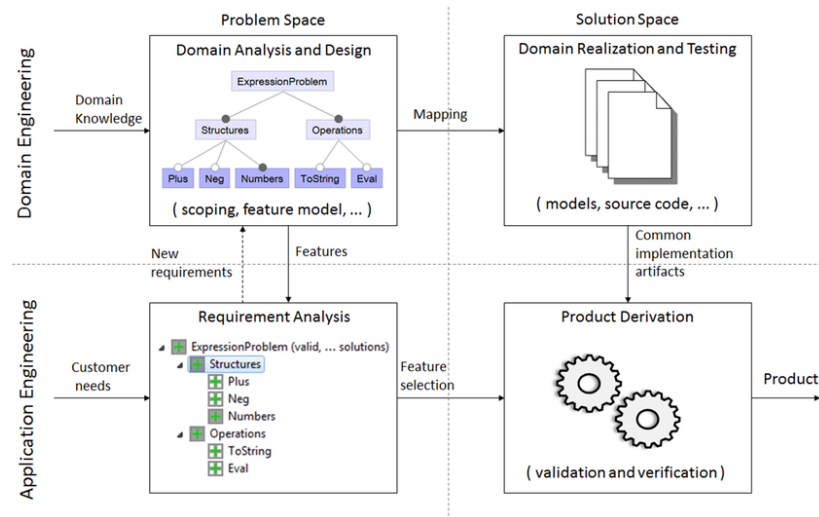 Problem Space
Solution Space
Domain Engineering
Domain Knowledge
Domain Analysis and Design
ExpressionProblem
Structures
Operations
Plus
Neg
Numbers
ToString
Eval
( scoping, feature model, ... )
Mapping
Domain Realization and Testing
( models, source code, ... )
New
requirements
Features
Common
implementation
artifacts
Application Engineering
Customer
needs
Requirement Analysis
ExpressionProblem (valid, ... solutions)
Structures
Plus
Neg
Numbers
Operations
ToString
Eval
Feature
selection
Product Derivation
( validation and verification )
Product